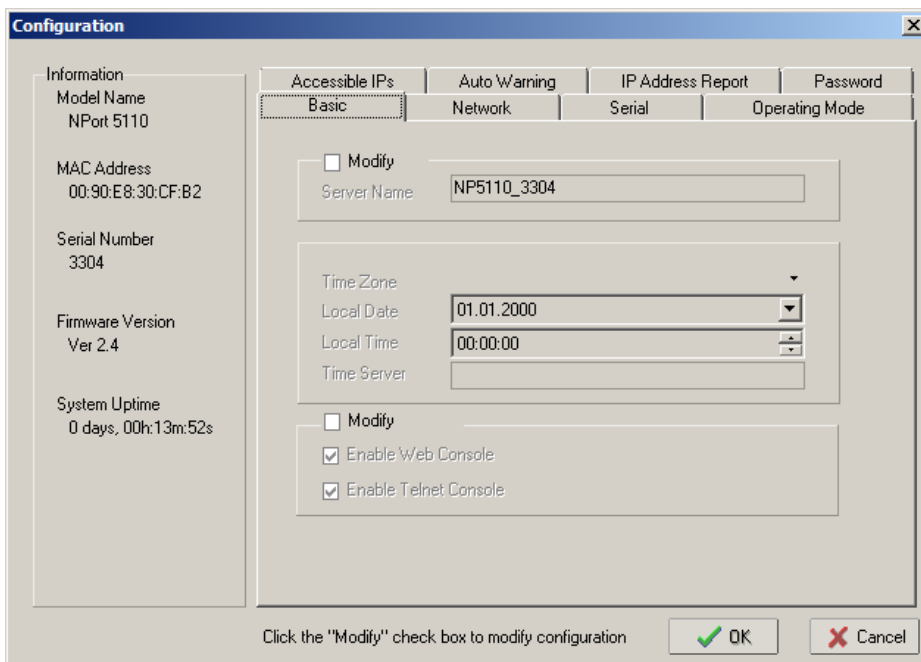 Configuration
Information
Model Name
NPort 5110
MAC Address
00:90:E8:30:CF:B2
Serial Number
3304
Firmware Version
Ver 2.4
System Uptime
0 days, 00h:13m:52s
Accessible IPs
Auto Warning
IP Address Report
Password
Basic
Network
Serial
Operating Mode
Modify
Server Name
NP5110_3304
Time Zone
Local Date
01.01.2000
Local Time
00:00:00
Time Server
Modify
Enable Web Console
Enable Telnet Console
Click the "Modify" check box to modify configuration
OK
Cancel